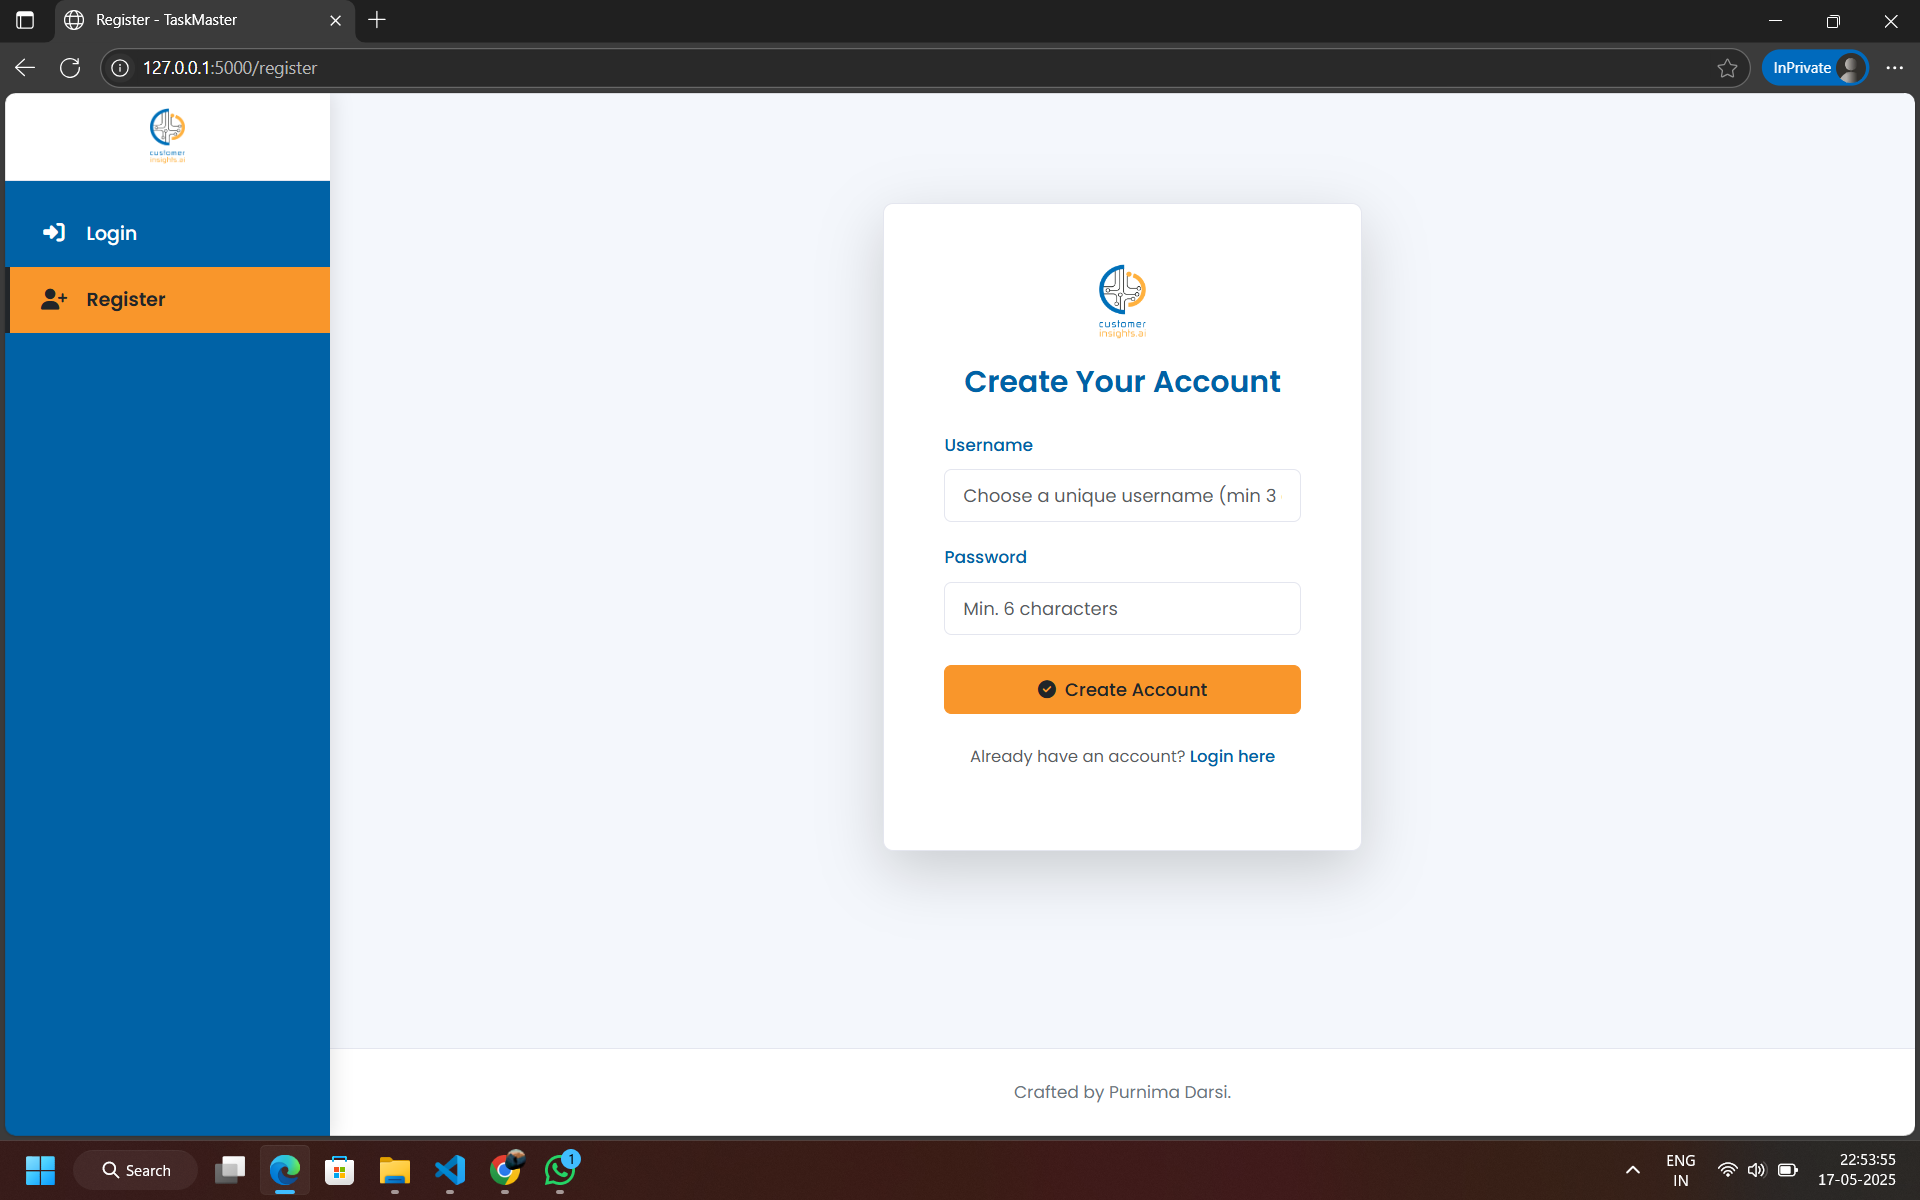 Register - TaskMaster
127.0.0.1:5000/register
InPrivate
customer
insights.ai
Login
Register
customer
insights.ai
Create Your Account
Username
Choose a unique username (min 3
Password
Min. 6 characters
Create Account
Already have an account? Login here
Crafted by Purnima Darsi.
Search
1
ENG
IN
22:53:55
17-05-2025